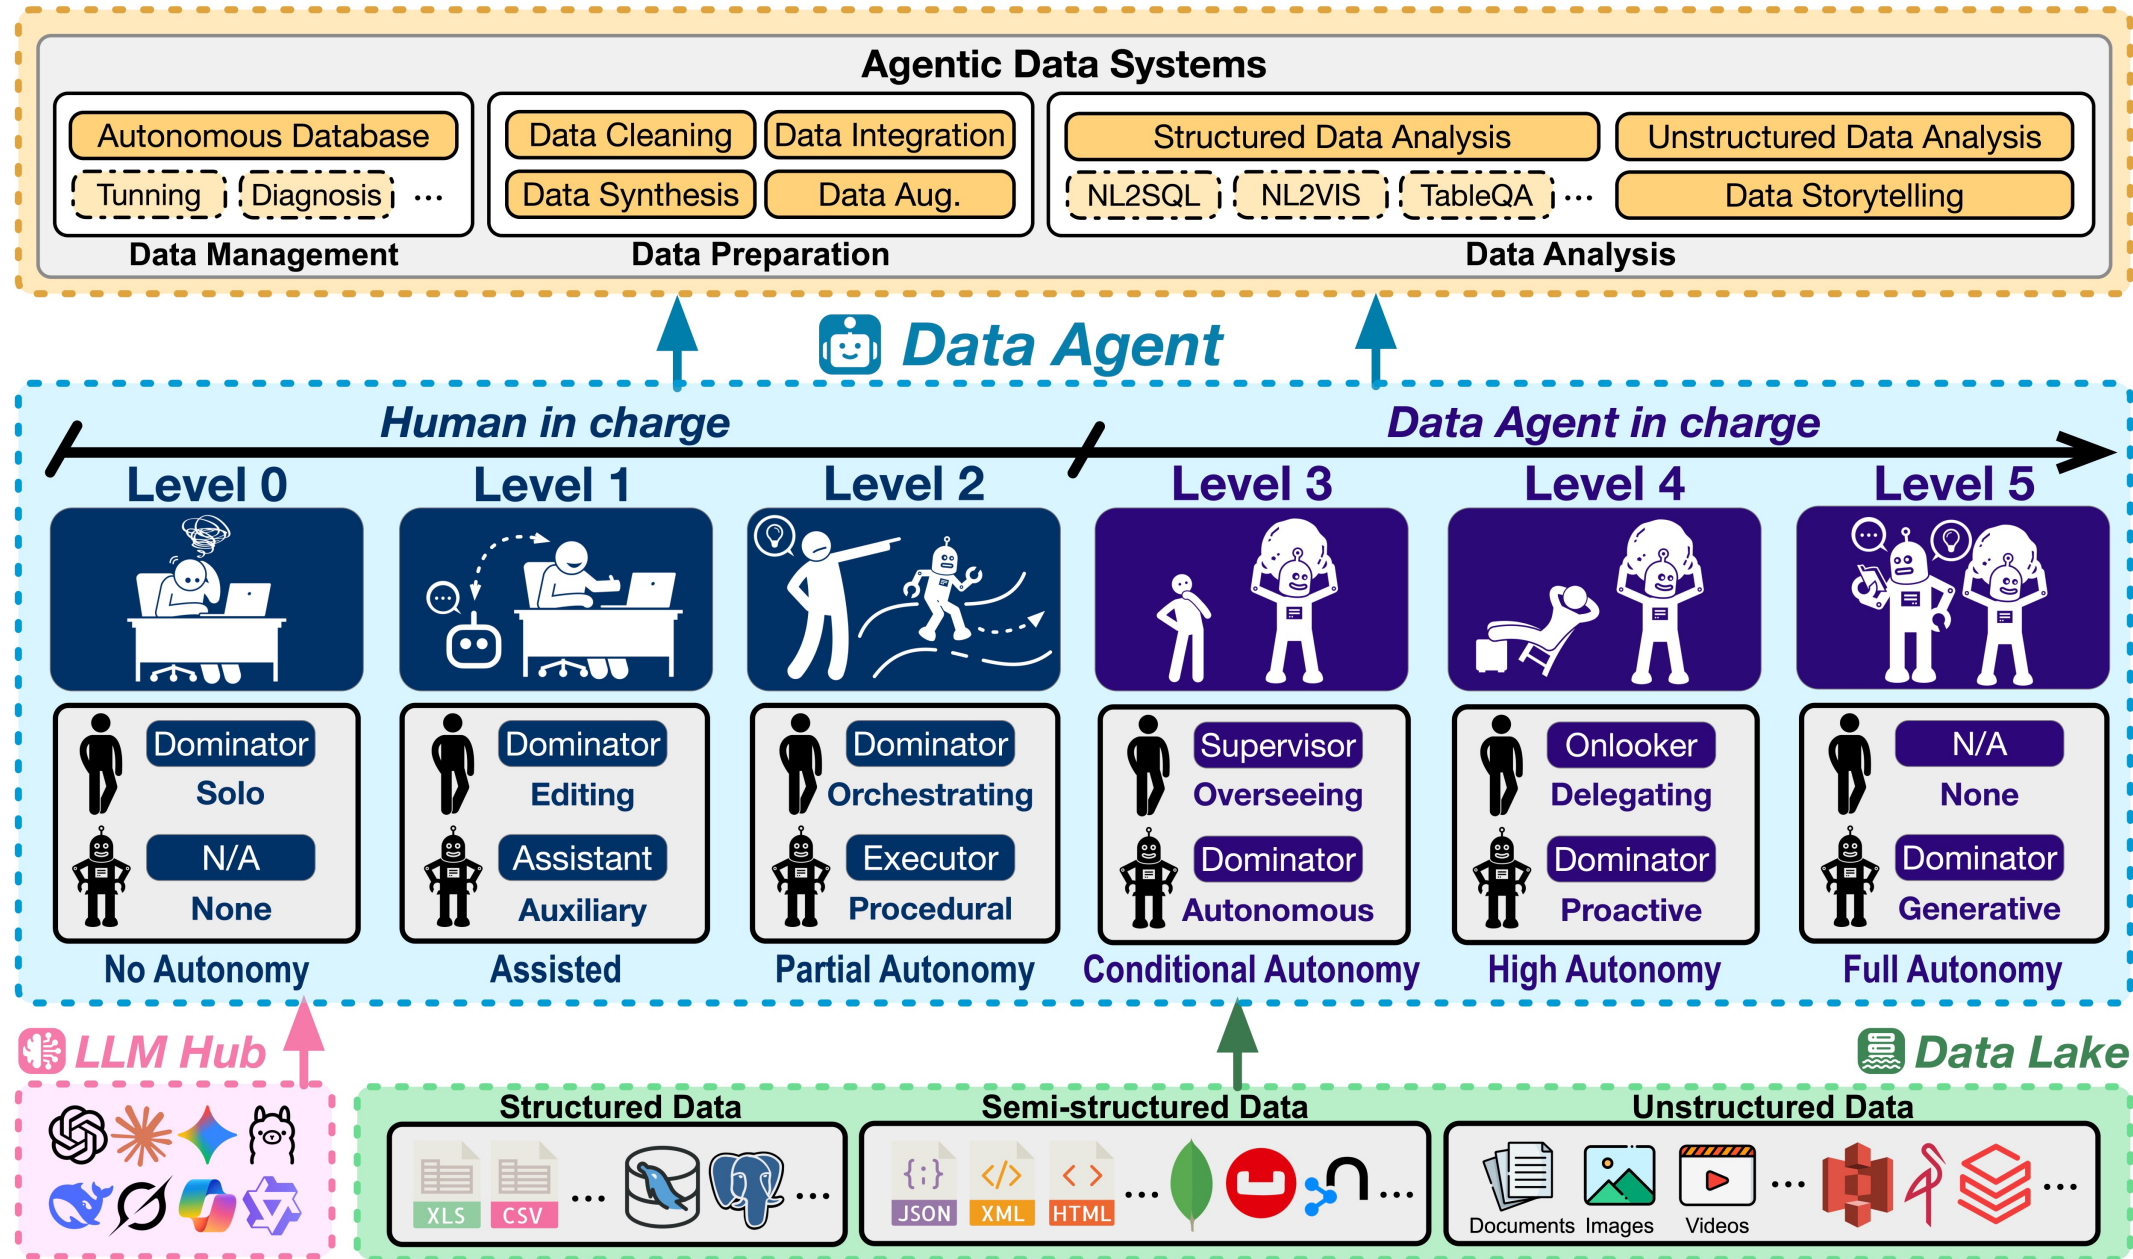 Agentic Data Systems
Autonomous Database
Tunning
Diagnosis
...
Data Management
Data Cleaning
Data Integration
Data Synthesis
Data Aug.
Data Preparation
Structured Data Analysis
Unstructured Data Analysis
NL2SQL
NL2VIS
TableQA
...
Data Storytelling
Data Analysis
Data Agent
Human in charge
Data Agent in charge
Level 0
Level 1
Level 2
Level 3
Level 4
Level 5
Dominator
Solo
N/A
None
No Autonomy
Dominator
Editing
Assistant
Auxiliary
Assisted
Dominator
Orchestrating
Executor
Procedural
Partial Autonomy
Supervisor
Overseeing
Dominator
Autonomous
Conditional Autonomy
Onlooker
Delegating
Dominator
Proactive
High Autonomy
N/A
None
Dominator
Generative
Full Autonomy
LLM Hub
Data Lake
Structured Data
XLS
CSV
...
...
Semi-structured Data
{;}
JSON
</>
XML
< >
HTML
...
n
...
Unstructured Data
Documents
Images
Videos
...
...